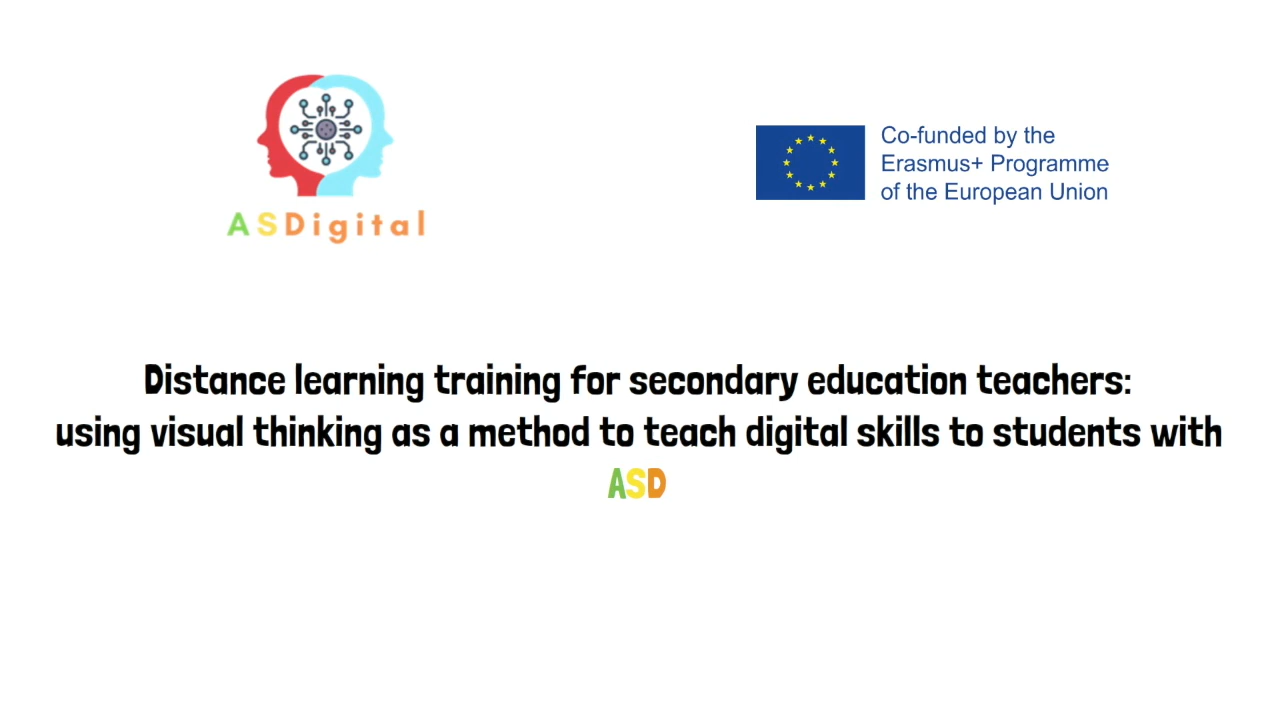 ASDigital
Co-funded by the
Erasmus+ Programme
of the European Union
Distance learning training for secondary education teachers:
using visual thinking as a method to teach digital skills to students with
ASD